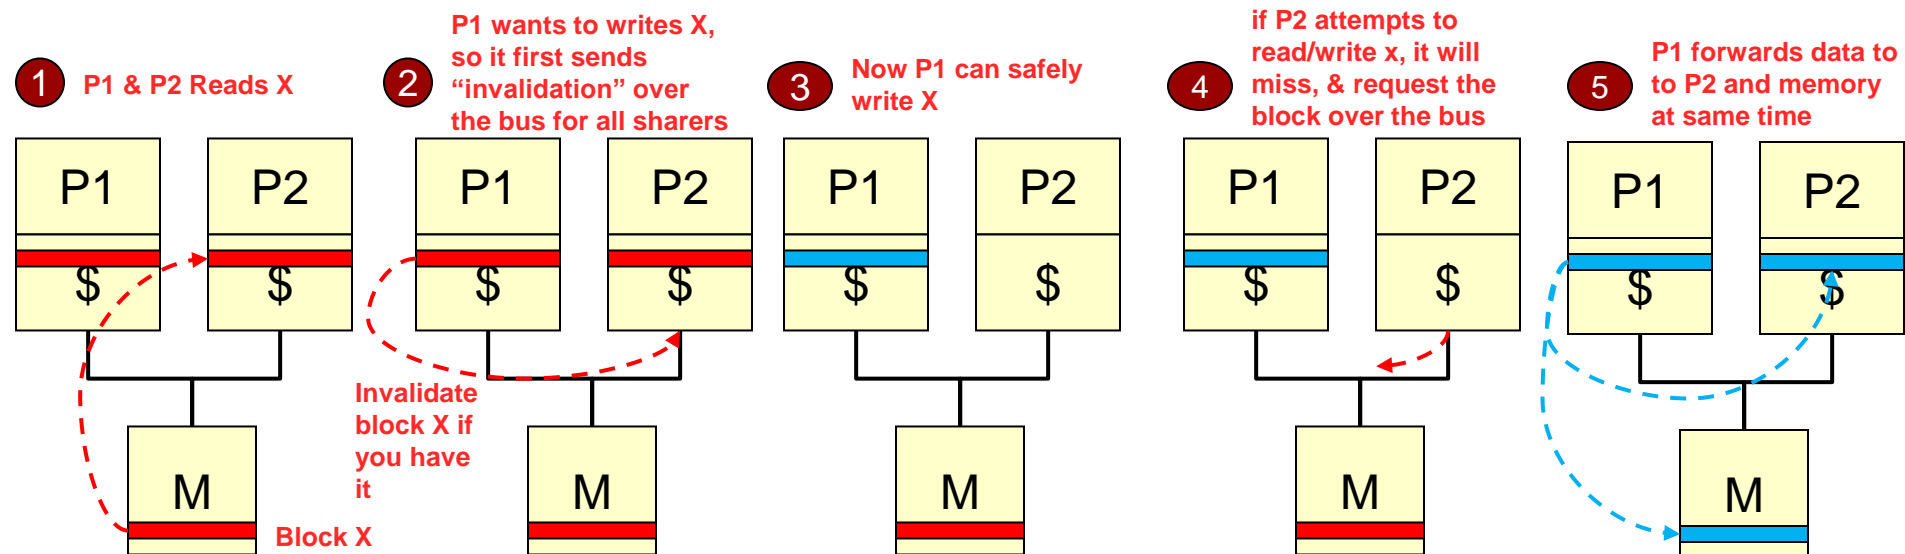 1
P1 & P2 Reads X
P1
P2
$
$
M
Block X
2
P1 wants to writes X,
so it first sends
“invalidation” over
the bus for all sharers
P1
P2
$
$
Invalidate
block X if
you have
it
M
3
Now P1 can safely
write X
P1
P2
$
$
M
4
if P2 attempts to
read/write x, it will
miss, & request the
block over the bus
P1
P2
$
$
M
5
P1 forwards data to
to P2 and memory
at same time
P1
P2
$
$
M